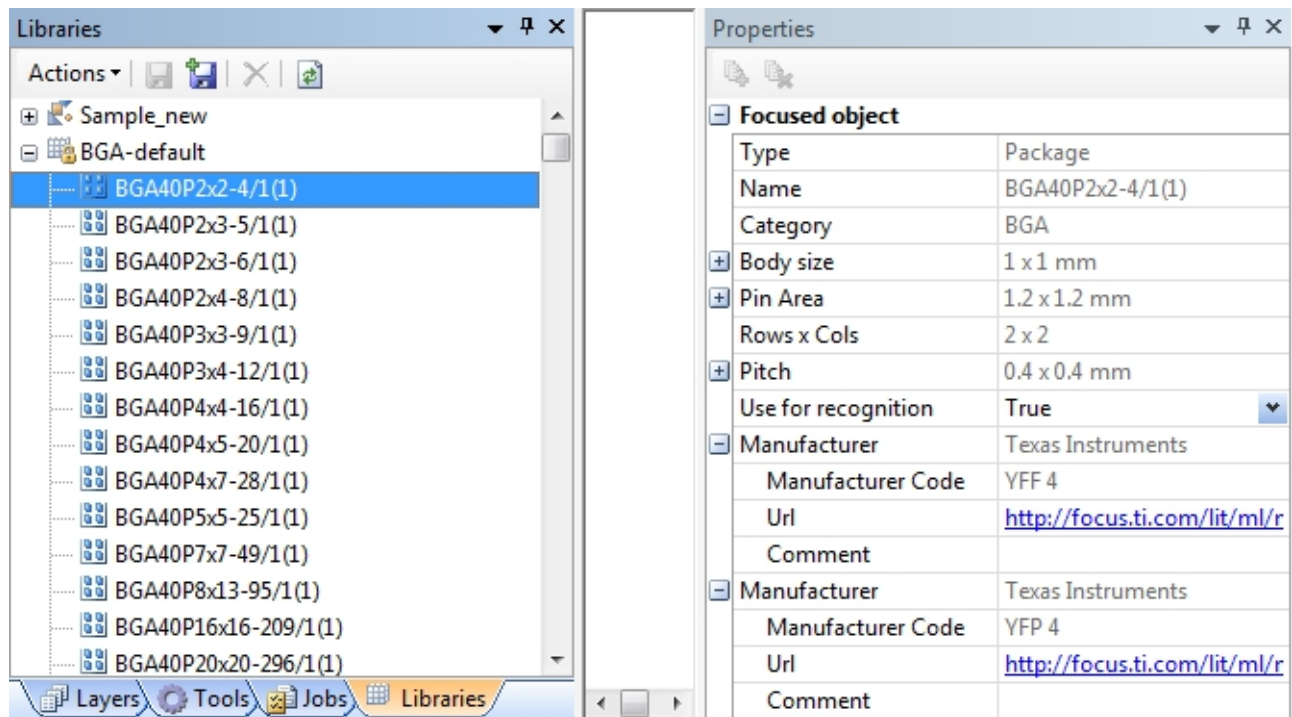 Libraries
Actions
Sample_new
BGA-default
BGA40P2x2-4/1(1)
BGA40P2x3-5/1(1)
BGA40P2x3-6/1(1)
BGA40P2x4-8/1(1)
BGA40P3x3-9/1(1)
BGA40P3x4-12/1(1)
BGA40P4x4-16/1(1)
BGA40P4x5-20/1(1)
BGA40P4x7-28/1(1)
BGA40P5x5-25/1(1)
BGA40P7x7-49/1(1)
BGA40P8x13-95/1(1)
BGA40P16x16-209/1(1)
BGA40P20x20-296/1(1)
Layers Tools Jobs Libraries
Properties
Focused object
Type Package
Name BGA40P2x2-4/1(1)
Category BGA
Body size 1 x 1 mm
Pin Area 1.2 x 1.2 mm
Rows x Cols 2 x 2
Pitch 0.4 x 0.4 mm
Use for recognition True
Manufacturer Texas Instruments
Manufacturer Code YFF 4
Url http://focus.ti.com/lit/ml/r
Comment
Manufacturer Texas Instruments
Manufacturer Code YFP 4
Url http://focus.ti.com/lit/ml/r
Comment